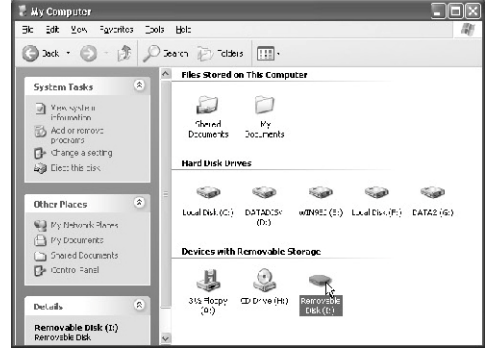 My Computer
File Edit View Favorites Tools Help
Back Search Folders
System Tasks
View system
information
Add or remove
programs
Change a setting
Eject this disk
Other Places
My Network Places
My Documents
Shared Documents
Control Panel
Details
Removable Disk (I:)
Removable Disk
Files Stored on This Computer
Shared
Documents
My
Documents
Hard Disk Drives
Local Disk (C:)
(D:)
Local Disk (F:)
DATA2 (G:)
Devices with Removable Storage
3½ Floppy
(A:)
CD Drive (H:)
Removable
Disk (I:)